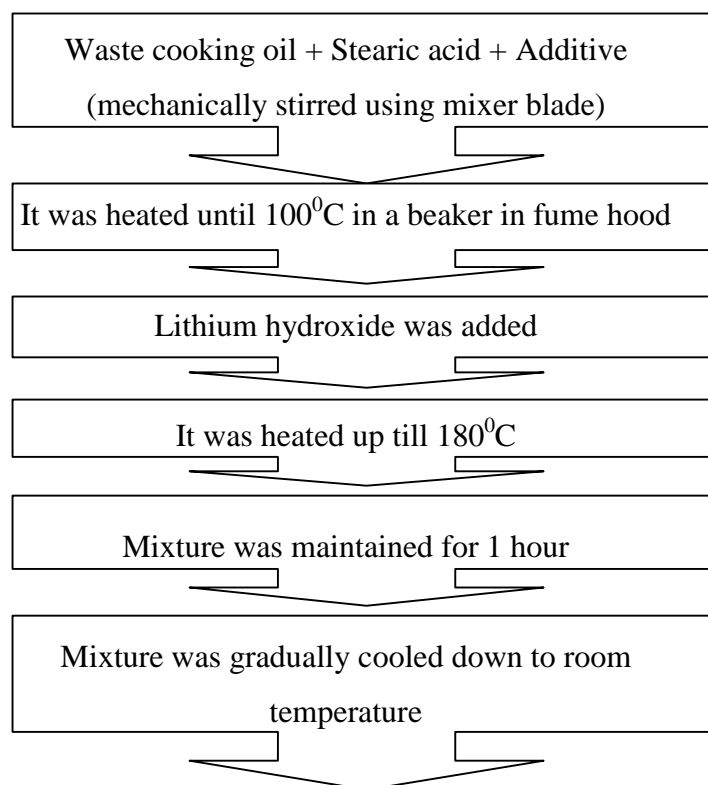 Waste cooking oil + Stearic acid + Additive
(mechanically stirred using mixer blade)
It was heated until 100⁰C in a beaker in fume hood
Lithium hydroxide was added
It was heated up till 180⁰C
Mixture was maintained for 1 hour
Mixture was gradually cooled down to room
temperature